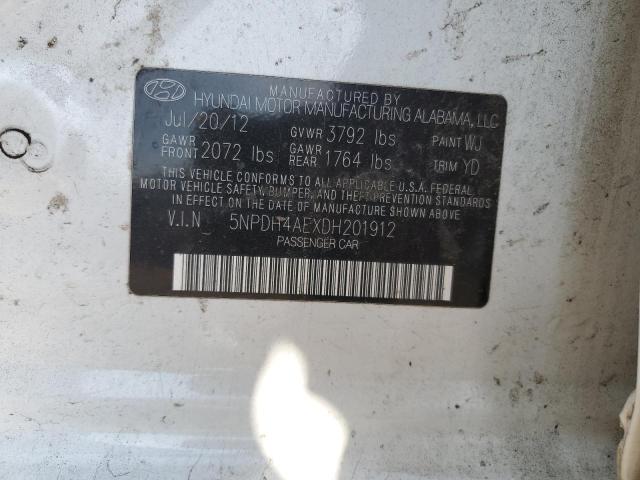 MANUFACTURED BY
HYUNDAI MOTOR MANUFACTURING ALABAMA, LLC
Jul/20/12 GVWR 3792 lbs PAINT WJ
GAWR FRONT 2072 lbs GAWR REAR 1764 lbs TRIM YD
THIS VEHICLE CONFORMS TO ALL APPLICABLE U.S.A. FEDERAL
MOTOR VEHICLE SAFETY, BUMPER, AND THEFT PREVENTION STANDARDS
IN EFFECT ON THE DATE OF MANUFACTURE SHOWN ABOVE.
V.I.N_ 5NPDH4AEXDH201912
PASSENGER CAR